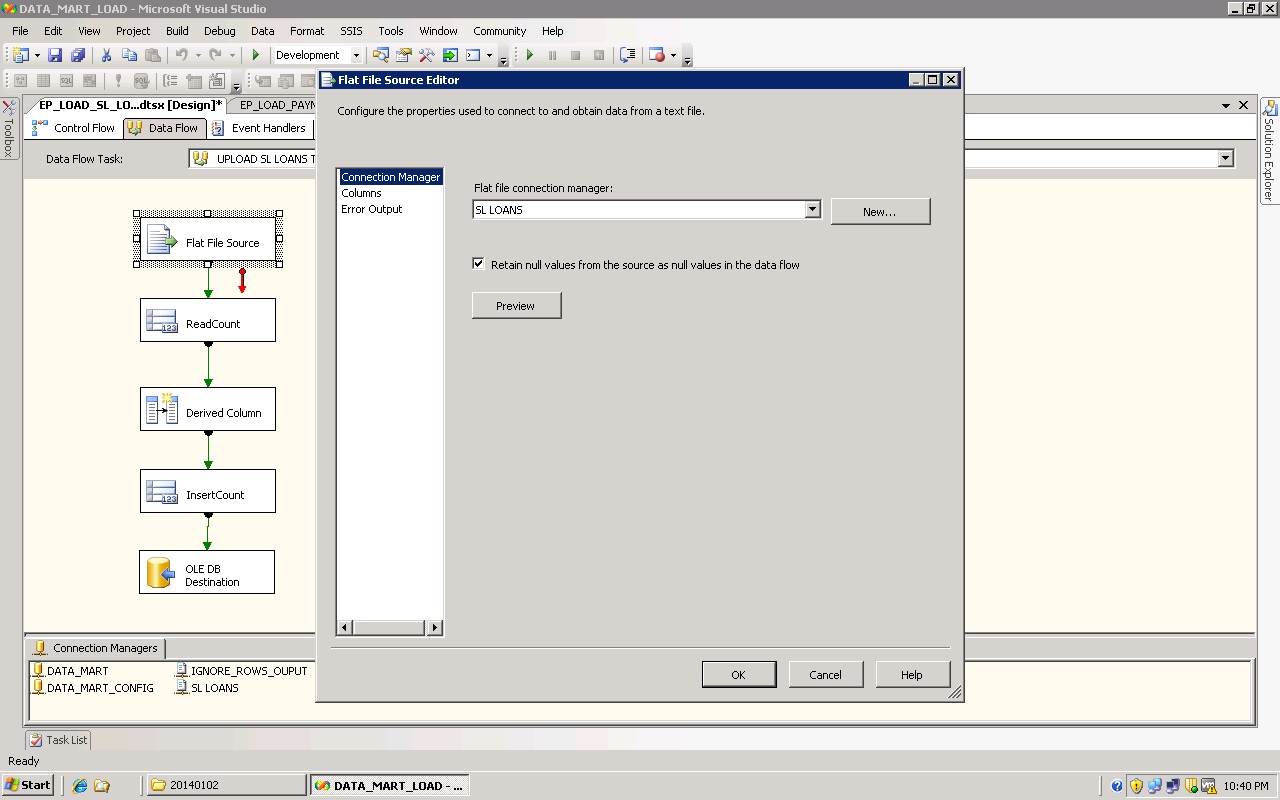 DATA_MART_LOAD - Microsoft Visual Studio
File Edit View Project Build Debug Data Format SSIS Tools Window Community Help
Development
Flat File Source Editor
EP_LOAD_SL_LO...dtsx [Design]* EP_LOAD_PAYN
Control Flow Data Flow Event Handlers
Data Flow Task: UPLOAD SL LOANS T
Toolbox
Solution Explorer
Configure the properties used to connect to and obtain data from a text file.
Connection Manager
Columns
Error Output
Flat file connection manager:
SL LOANS
New...
Retain null values from the source as null values in the data flow
Preview
Flat File Source
ReadCount
123
Derived Column
InsertCount
123
OLE DB
Destination
OK Cancel Help
Connection Managers
DATA_MART IGNORE_ROWS_OUPUT
DATA_MART_CONFIG SL LOANS
Task List
Ready
Start 20140102 DATA_MART_LOAD - ... 10:40 PM